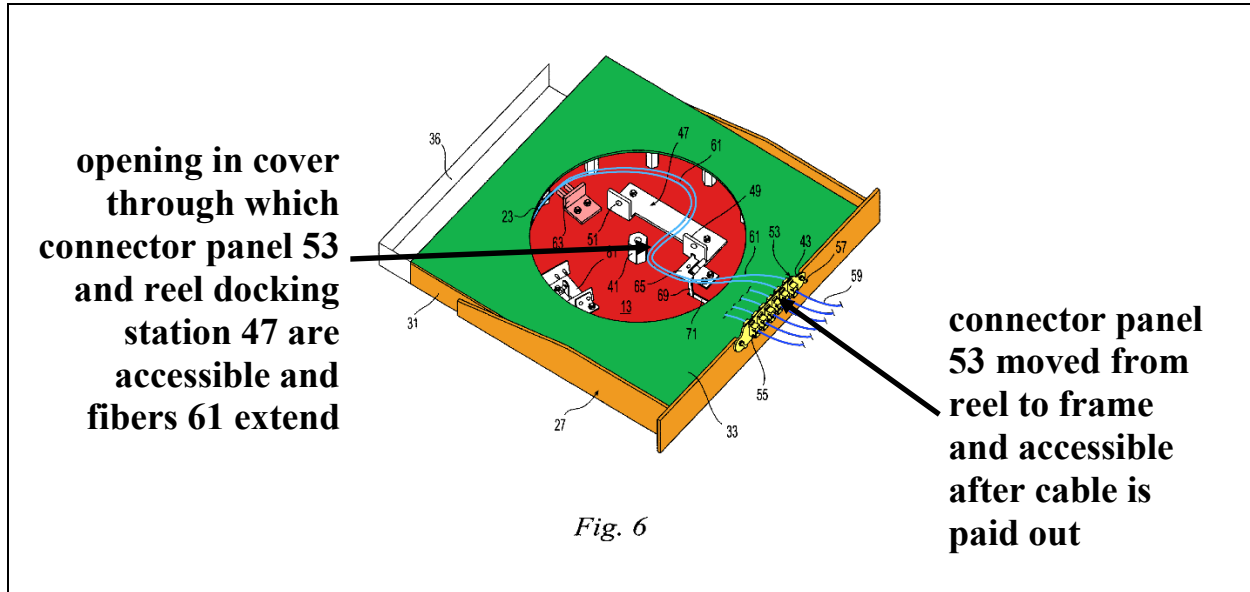 opening in cover
through which
connector panel 53
and reel docking
station 47 are
accessible and
fibers 61 extend
36
47
61
49
23
63
51
61
41
65
69
13
71
61
53
43
57
59
55
31
27
33
connector panel
53 moved from
reel to frame
and accessible
after cable is
paid out
Fig. 6